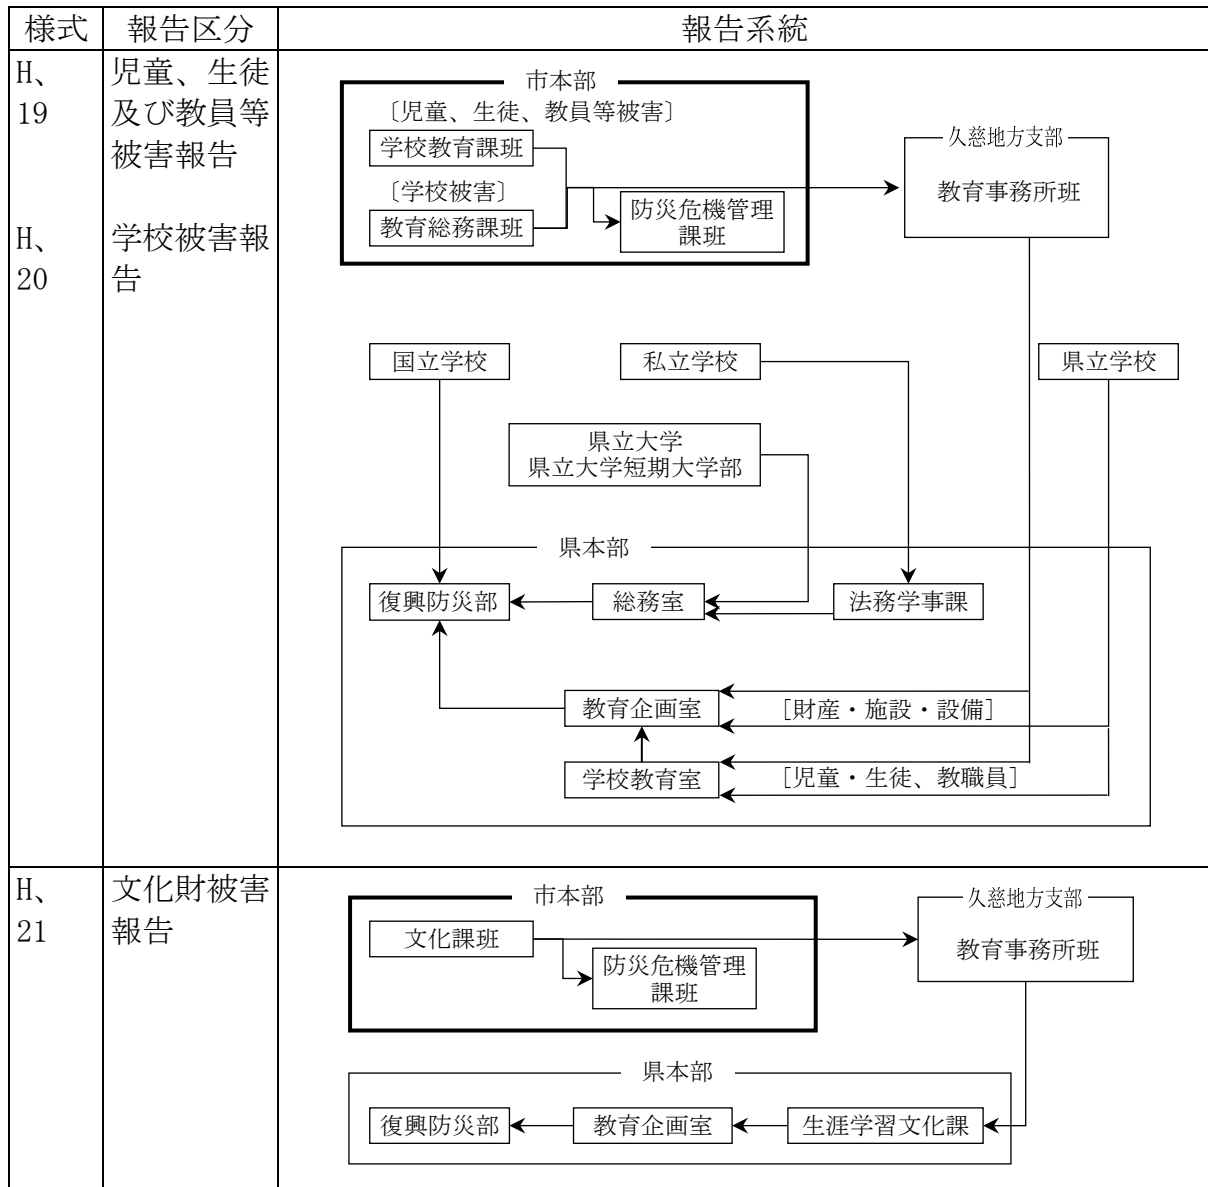 様式
報告区分
報告系統
H、
19
児童、生徒
及び教員等
被害報告
H、
20
学校被害報
告
市本部
〔児童、生徒、教員等被害〕
学校教育課班
〔学校被害〕
教育総務課班
防災危機管理
課班
久慈地方支部
教育事務所班
国立学校
私立学校
県立学校
県立大学
県立大学短期大学部
県本部
復興防災部
総務室
法務学事課
教育企画室
[財産・施設・設備]
学校教育室
[児童・生徒、教職員]
H、
21
文化財被害
報告
市本部
文化課班
防災危機管理
課班
久慈地方支部
教育事務所班
県本部
復興防災部
教育企画室
生涯学習文化課